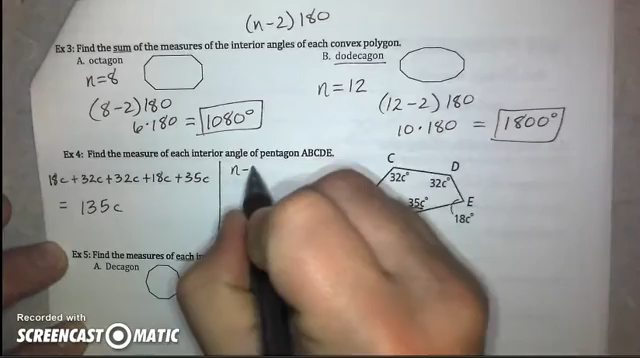 (n-2)180
Ex 3: Find the sum of the measures of the interior angles of each convex polygon.
A. octagon
n=8
(8-2)180
6·180 = 1080°
B. dodecagon
n=12
(12-2)180
10·180 = 1800°
Ex 4: Find the measure of each interior angle of pentagon ABCDE.
18c+32c+32c+18c+35c
= 135c
n-
C
D
32c°
32c°
35c°
E
18c°
Ex 5: Find the measures of each
A. Decagon
Recorded with
SCREENCAST O MATIC